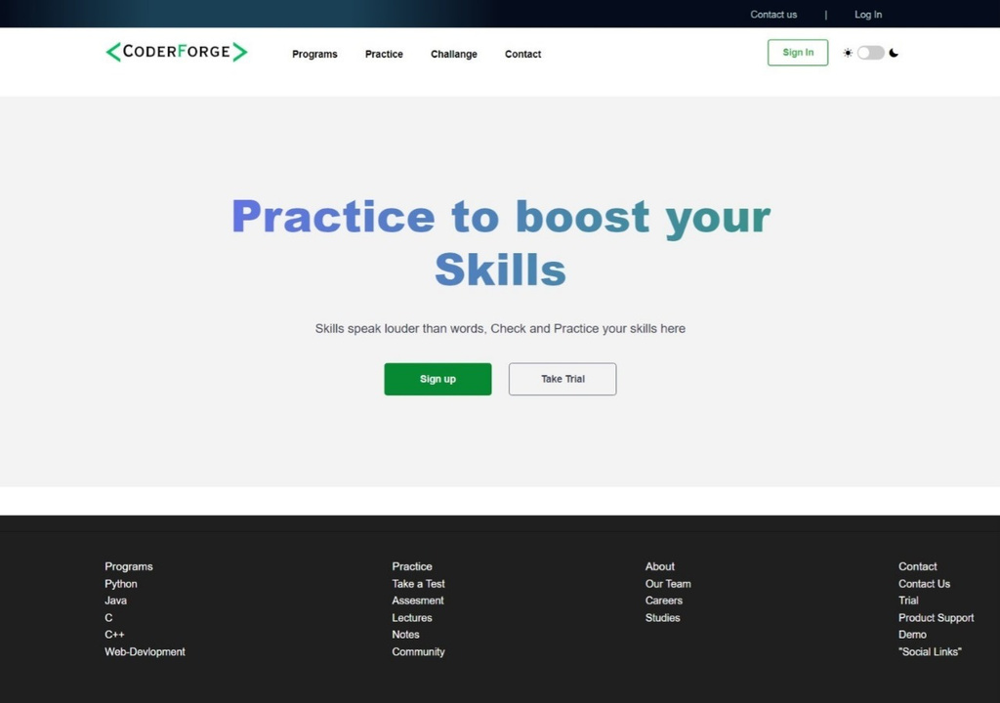 Contact us | Log In
<CODERFORGE> Programs Practice Challange Contact Sign In
Practice to boost your
Skills
Skills speak louder than words, Check and Practice your skills here
Sign up Take Trial
Programs
Python
Java
C
C++
Web-Devlopment
Practice
Take a Test
Assesment
Lectures
Notes
Community
About
Our Team
Careers
Studies
Contact
Contact Us
Trial
Product Support
Demo
"Social Links"